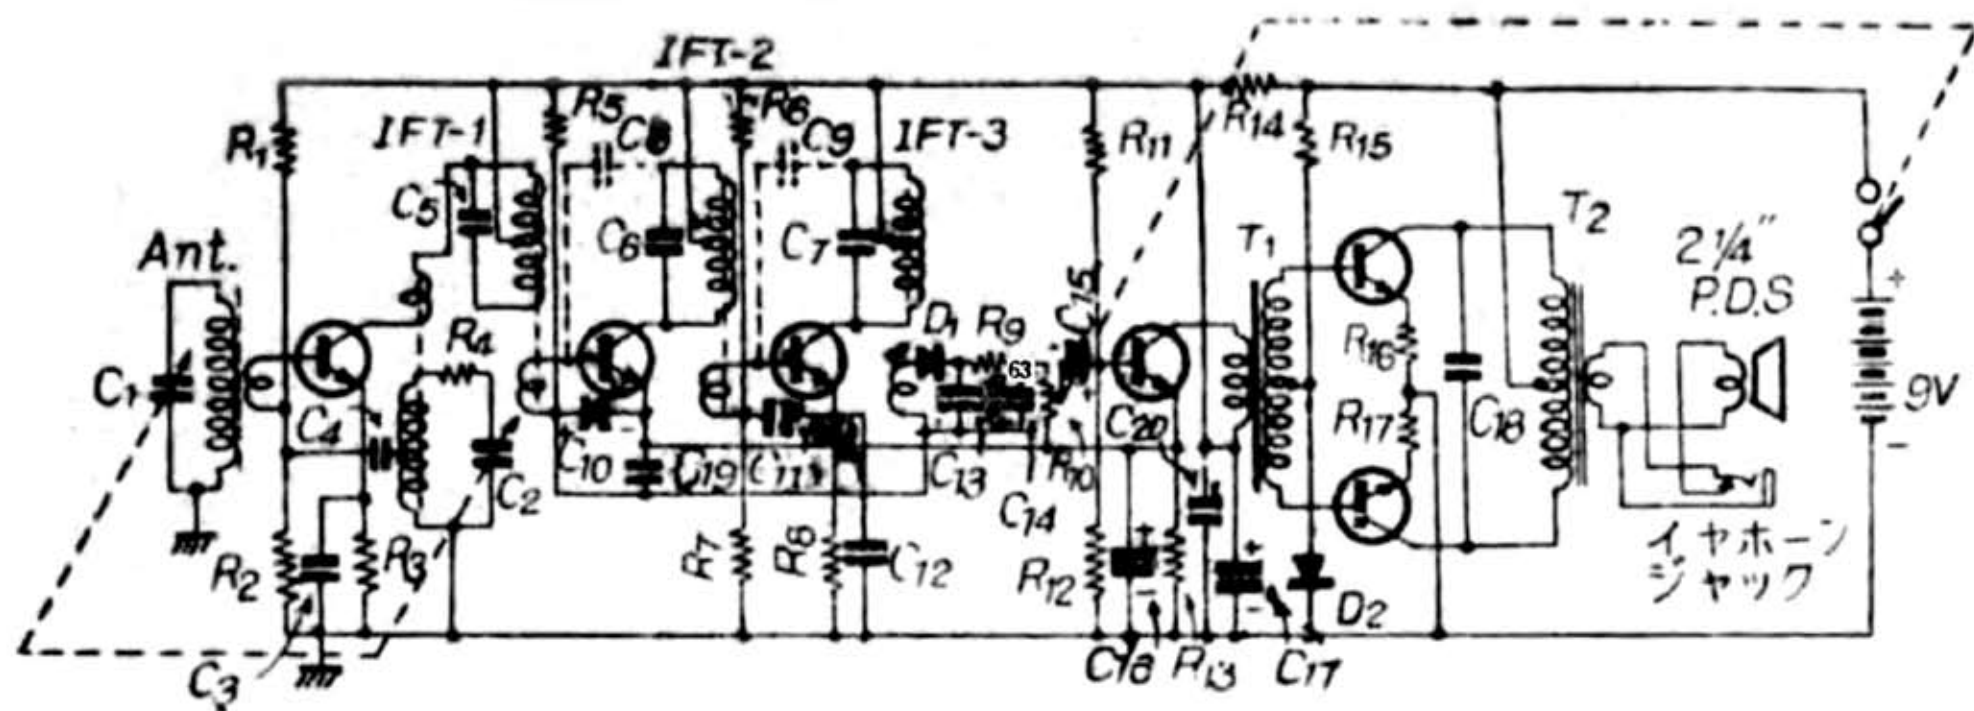 IFT-2
R5
C8
R6
C9
IFT-3
R1
IFT-1
C5
C6
C7
R11
R14
R15
Ant.
C1
R4
D1
R9
C15
63
T1
T2
2 1/4"
P.D.S
R16
C4
C20
R17
C18
9V
+
-
C10
C19
C11
C13
R10
C2
C14
R2
R3
R7
R8
C12
R12
+
-
+
-
D2
イヤホーン
ジャック
C3
C16
R13
C17